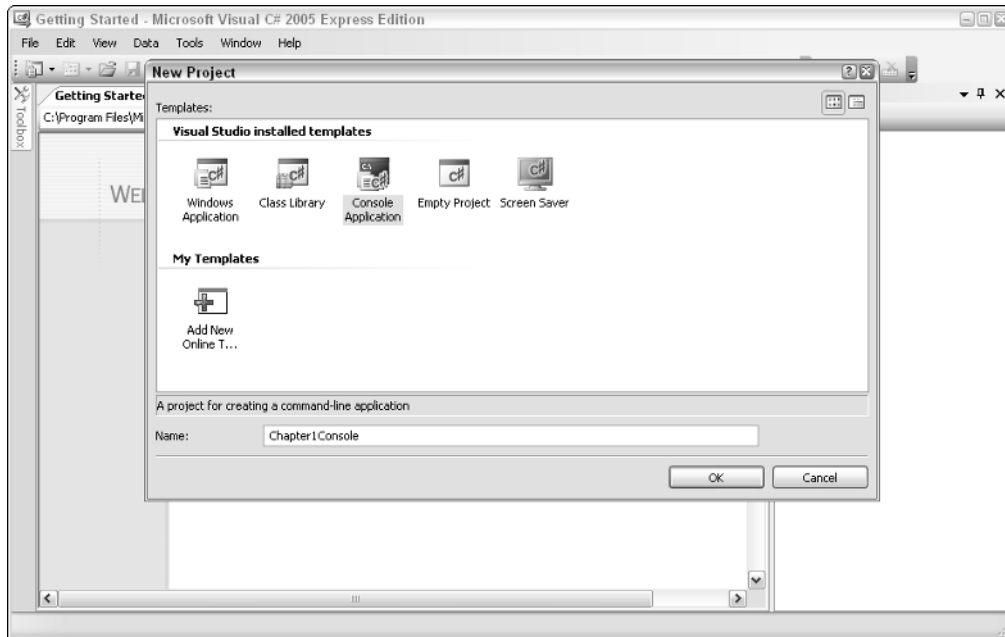 Getting Started - Microsoft Visual C# 2005 Express Edition
File Edit View Data Tools Window Help
New Project
Toolbox
Getting Starte
C:\Program Files\Mi
WEL
Templates:
Visual Studio installed templates
C#
C#
C:\
C#
C#
C#
Windows
Application
Class Library
Console
Application
Empty Project
Screen Saver
My Templates
Add New
Online T...
A project for creating a command-line application
Name:
Chapter1Console
OK
Cancel